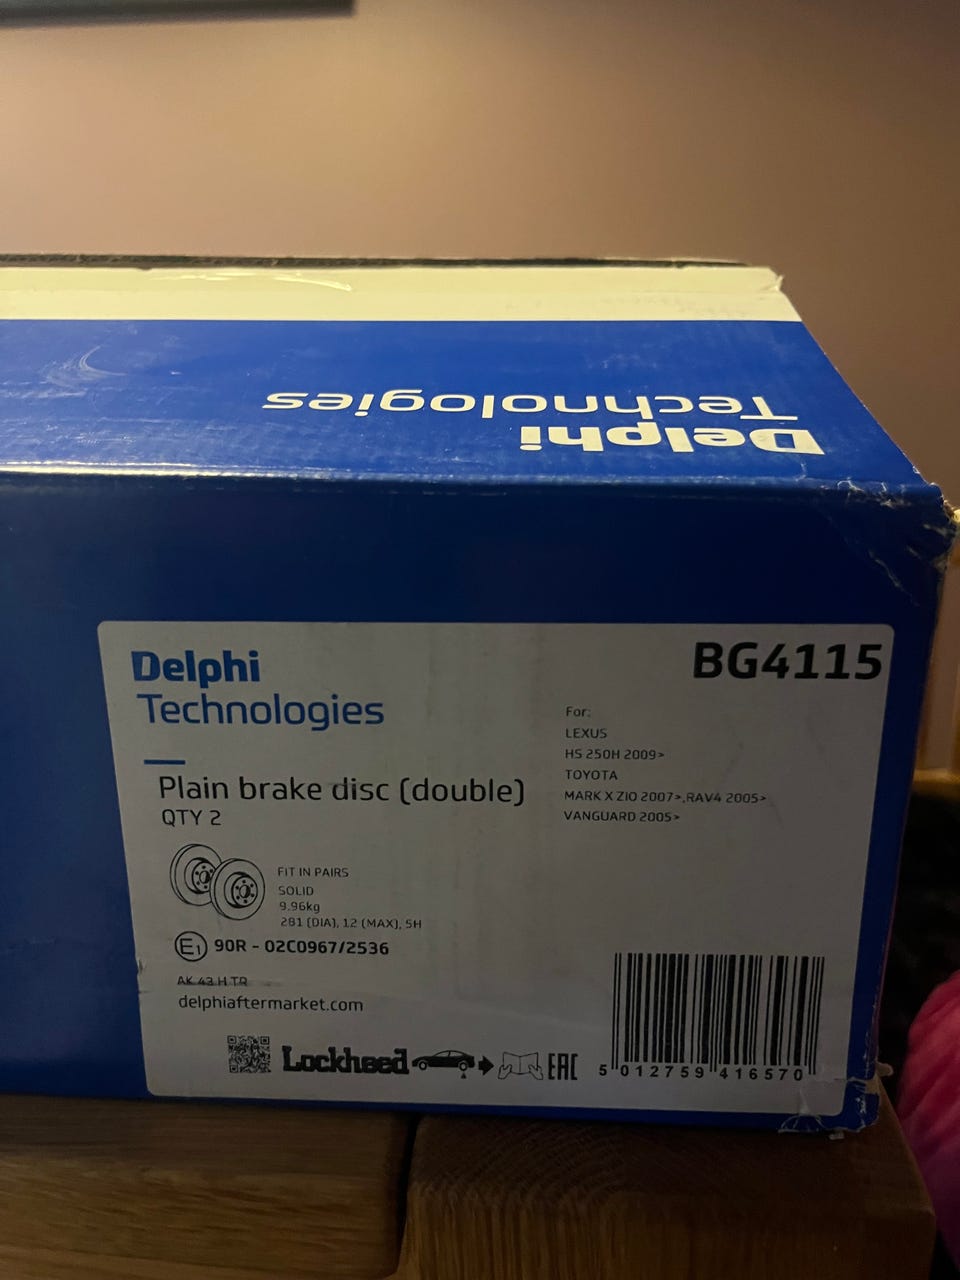 Delphi
Technologies
Delphi
Technologies
BG4115
For:
LEXUS
HS 250H 2009>
TOYOTA
MARK X ZIO 2007>,RAV4 2005>
VANGUARD 2005>
Plain brake disc (double)
QTY 2
FIT IN PAIRS
SOLID
9.96kg
281 (DIA), 12 (MAX), 5H
E1 90R - 02C0967/2536
AK 43 H TR
delphiaftermarket.com
Lockheed EAC
5 012759 416570